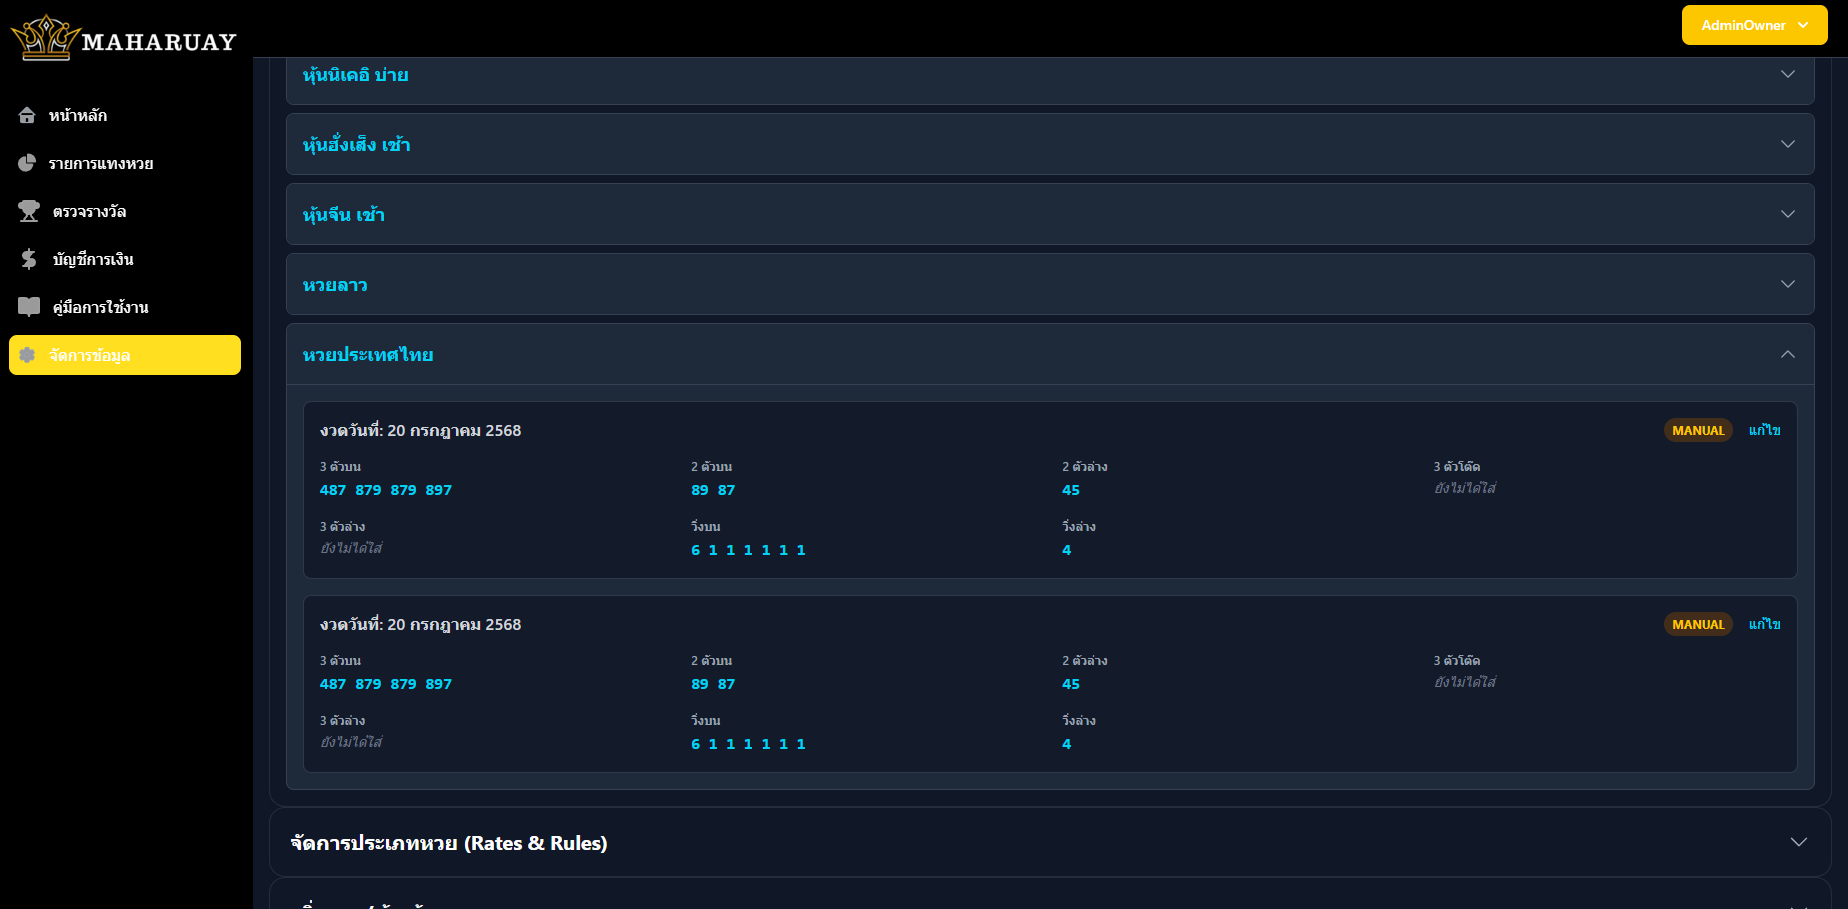 MAHARUAY
AdminOwner
หน้าหลัก
รายการแทงหวย
ตรวจรางวัล
บัญชีการเงิน
คู่มือการใช้งาน
จัดการข้อมูล
หุ้นนิเคอิ บ่าย
หุ้นฮั่งเส็ง เช้า
หุ้นจีน เช้า
หวยลาว
หวยประเทศไทย
งวดวันที่: 20 กรกฎาคม 2568
MANUAL แก้ไข
3 ตัวบน 2 ตัวบน 2 ตัวล่าง 3 ตัวโต๊ด
487 879 879 897 89 87 45 ยังไม่ได้ใส่
3 ตัวล่าง วิ่งบน วิ่งล่าง
ยังไม่ได้ใส่ 6 1 1 1 1 1 1 4
งวดวันที่: 20 กรกฎาคม 2568
MANUAL แก้ไข
3 ตัวบน 2 ตัวบน 2 ตัวล่าง 3 ตัวโต๊ด
487 879 879 897 89 87 45 ยังไม่ได้ใส่
3 ตัวล่าง วิ่งบน วิ่งล่าง
ยังไม่ได้ใส่ 6 1 1 1 1 1 1 4
จัดการประเภทหวย (Rates & Rules)